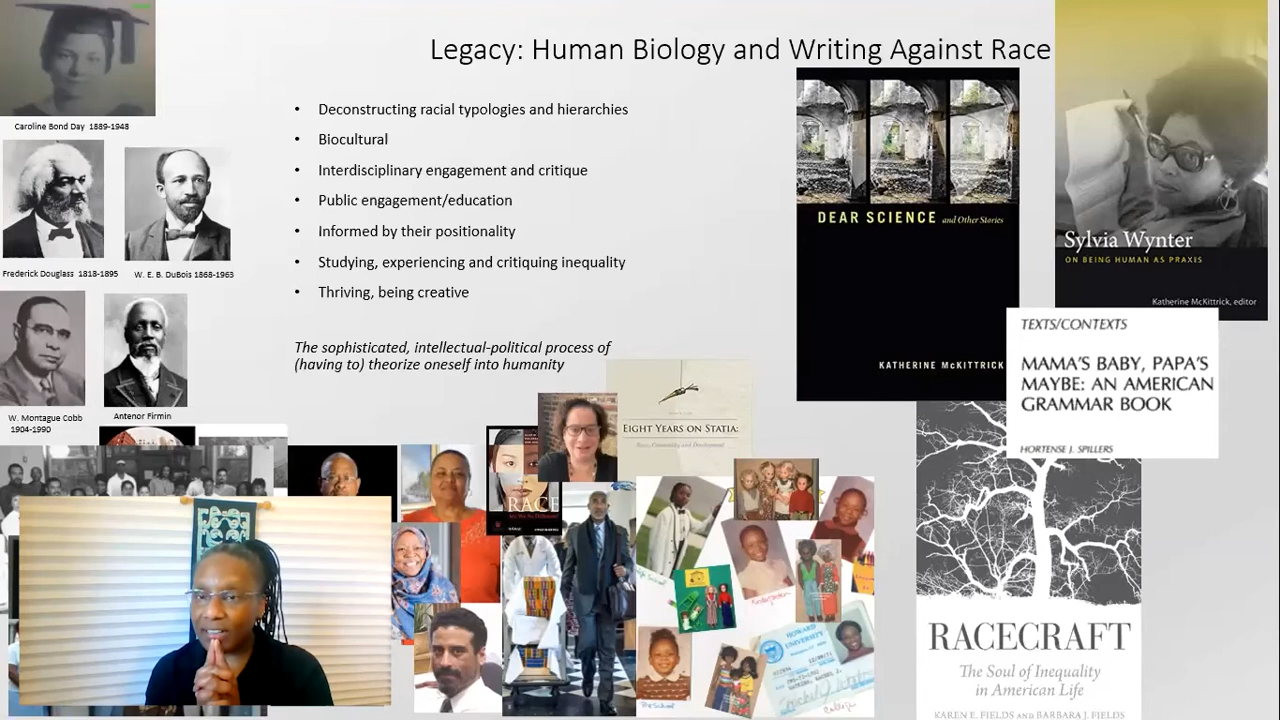 Legacy: Human Biology and Writing Against Race
Caroline Bond Day 1889-1948
Frederick Douglass 1818-1895
W. E. B. DuBois 1868-1963
W. Montague Cobb
1904-1990
Antenor Firmin
• Deconstructing racial typologies and hierarchies
• Biocultural
• Interdisciplinary engagement and critique
• Public engagement/education
• Informed by their positionality
• Studying, experiencing and critiquing inequality
• Thriving, being creative
The sophisticated, intellectual-political process of
(having to) theorize oneself into humanity
DEAR SCIENCE and Other Stories
KATHERINE McKITTRICK
Sylvia Wynter
ON BEING HUMAN AS PRAXIS
Katherine McKittrick, editor
TEXTS/CONTEXTS
MAMA'S BABY, PAPA'S
MAYBE: AN AMERICAN
GRAMMAR BOOK
HORTENSE J. SPILLERS
EIGHT YEARS ON STATIA:
RACE
Kindergarten
HOWARD
UNIVERSITY
College
RACECRAFT
The Soul of Inequality
in American Life
KAREN E. FIELDS AND BARBARA J. FIELDS